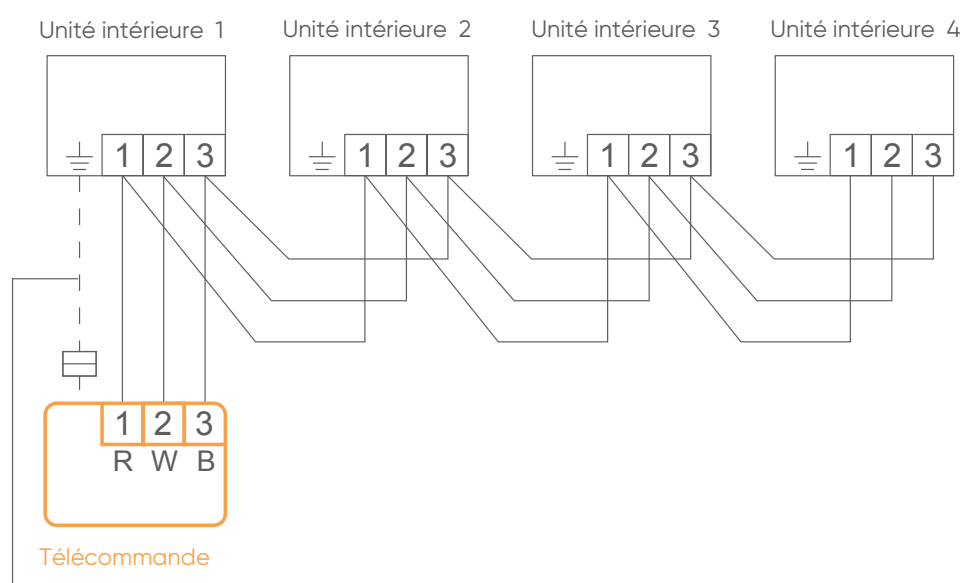 Unité intérieure 1 Unité intérieure 2 Unité intérieure 3 Unité intérieure 4
1 2 3 1 2 3 1 2 3 1 2 3
1 2 3
R W B
Télécommande